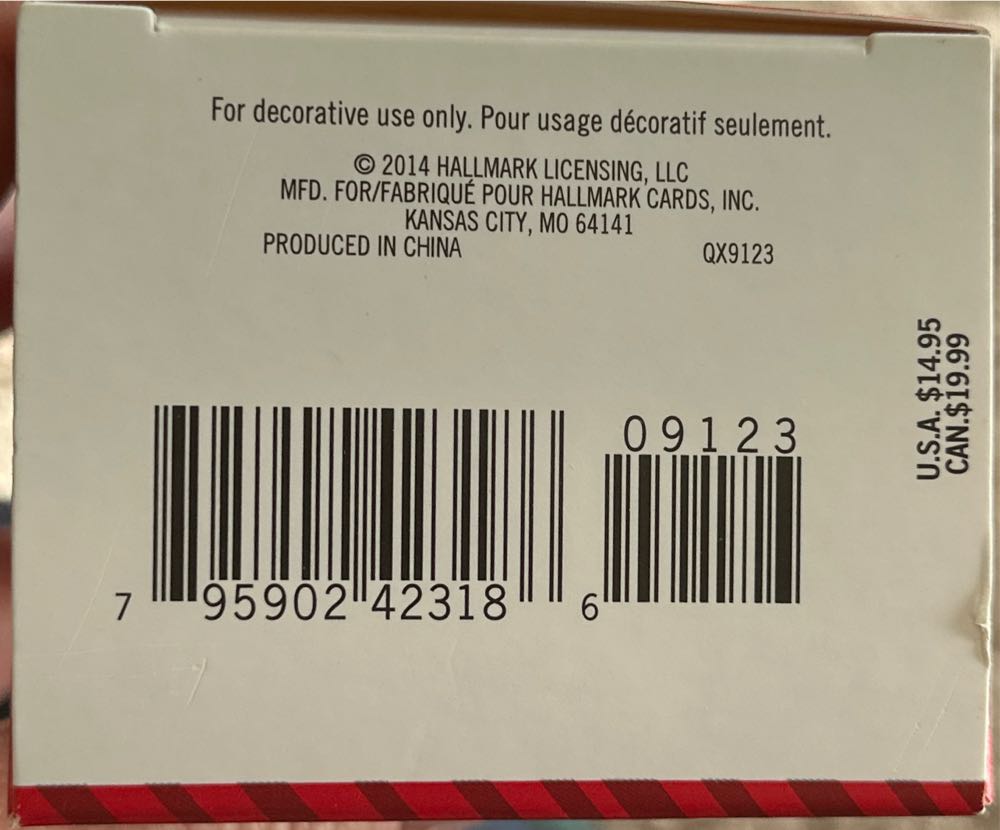 For decorative use only. Pour usage décoratif seulement.
© 2014 HALLMARK LICENSING, LLC
MFD. FOR/FABRIQUÉ POUR HALLMARK CARDS, INC.
KANSAS CITY, MO 64141
PRODUCED IN CHINA QX9123
U.S.A. $14.95
CAN.$19.99
09123
7 95902 42318 6